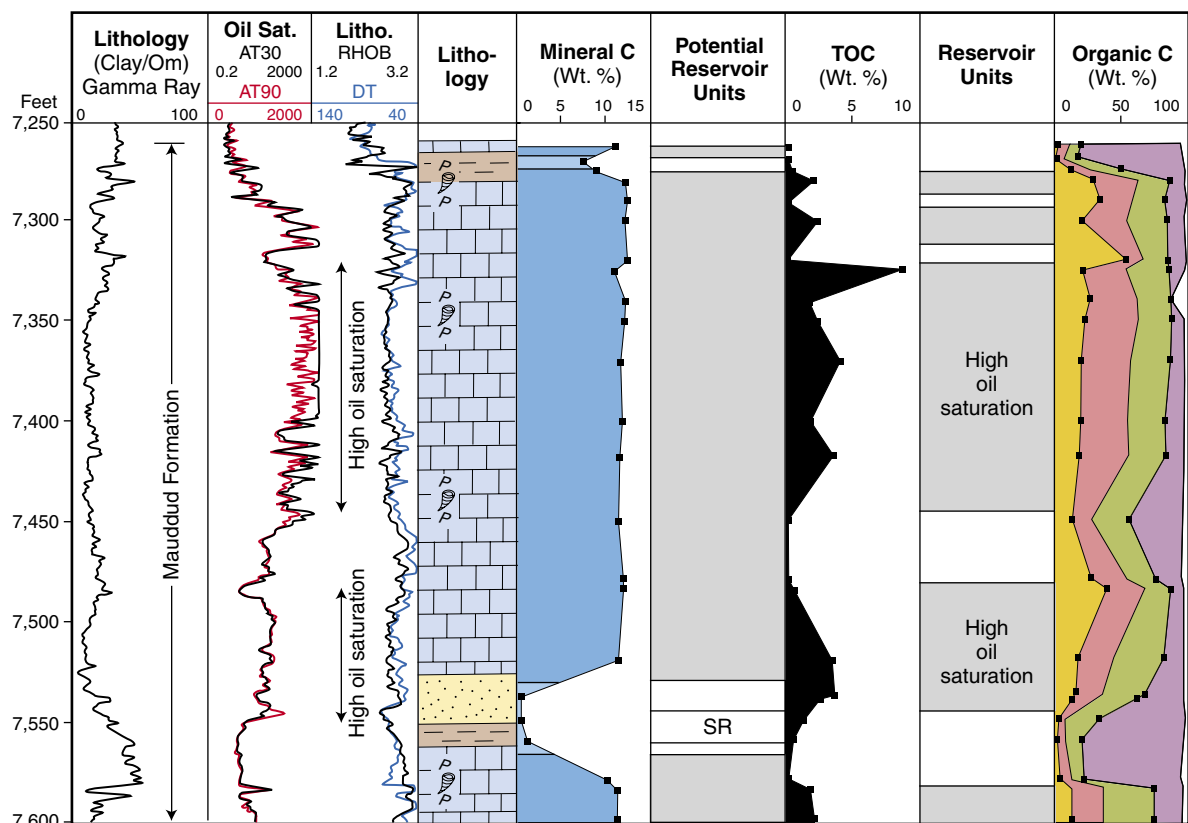 Lithology
(Clay/Om)
Gamma Ray
0 100
Oil Sat.
AT30
0.2 2000
AT90
0 2000
Litho.
RHOB
1.2 3.2
DT
140 40
Litho-
logy
Mineral C
(Wt. %)
0 5 10 15
Potential
Reservoir
Units
TOC
(Wt. %)
0 5 10
Reservoir
Units
Organic C
(Wt. %)
0 50 100
Feet
7,250
7,300
7,350
7,400
7,450
7,500
7,550
7,600
Mauddud Formation
High oil saturation
High oil saturation
P
P
P
P
P
P
P
P
SR
High
oil
saturation
High
oil
saturation